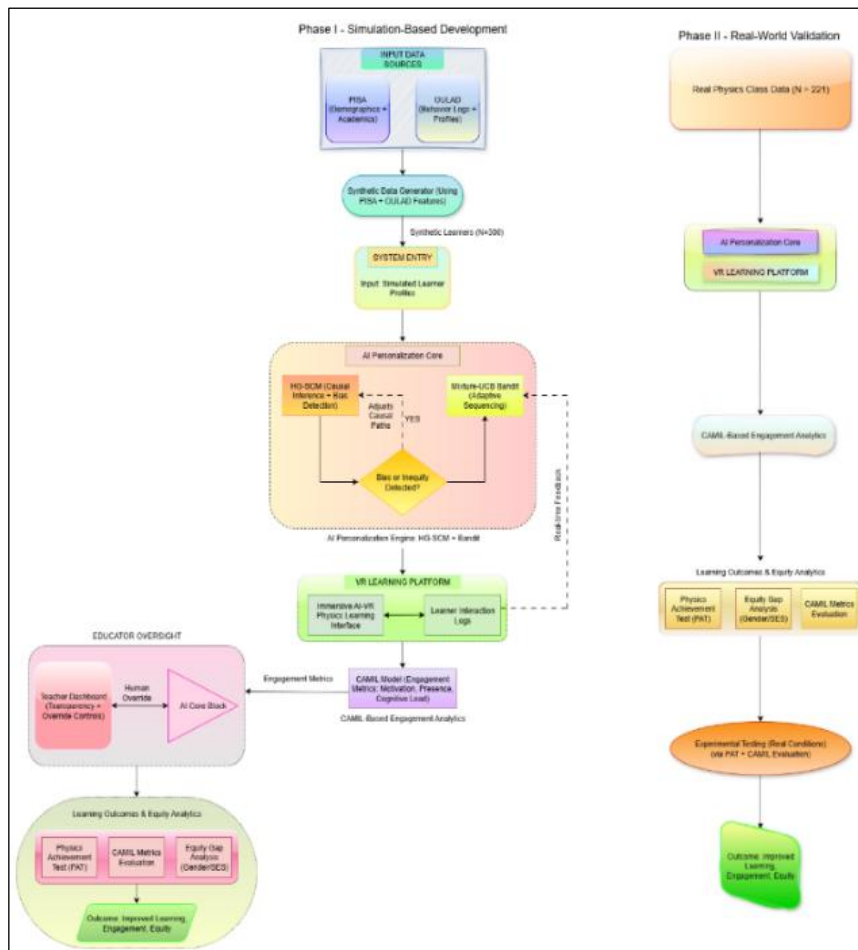 Phase I - Simulation-Based Development
INPUT DATA
SOURCES
PISA
(Demographics +
Academics)
OULAD
(Behavior Logs +
Profiles)
Synthetic Data Generator (Using
PISA + OULAD Features)
Synthetic Learners (N=300)
SYSTEM ENTRY
Input: Simulated Learner
Profiles
AI Personalization Core
HG-SCM (Causal
Inference + Bias
Detection)
Mixture-UCB Bandit
(Adaptive
Sequencing)
Adjusts
Causal
Paths
YES
Bias or Inequity
Detected?
AI Personalization Engine: HG-SCM + Bandit
Real-time Feedback
VR LEARNING PLATFORM
Immersive AI-VR
Physics Learning
Interface
Learner Interaction
Logs
EDUCATOR OVERSIGHT
Teacher Dashboard
(Transparency +
Override Controls)
Human
Override
AI Core Block
Engagement Metrics
CAMIL Model (Engagement
Metrics: Motivation, Presence,
Cognitive Load)
CAMIL-Based Engagement Analytics
Learning Outcomes & Equity Analytics
Physics
Achievement
Test (PAT)
CAMIL Metrics
Evaluation
Equity Gap
Analysis
(Gender/SES)
Outcome: Improved Learning,
Engagement, Equity
Phase II - Real-World Validation
Real Physics Class Data (N = 221)
AI Personalization Core
VR LEARNING PLATFORM
CAMIL-Based Engagement Analytics
Learning Outcomes & Equity Analytics
Physics
Achievement
Test (PAT)
Equity Gap
Analysis
(Gender/SES)
CAMIL Metrics
Evaluation
Experimental Testing (Real Conditions)
(via PAT + CAMIL Evaluation)
Outcome: Improved
Learning,
Engagement, Equity